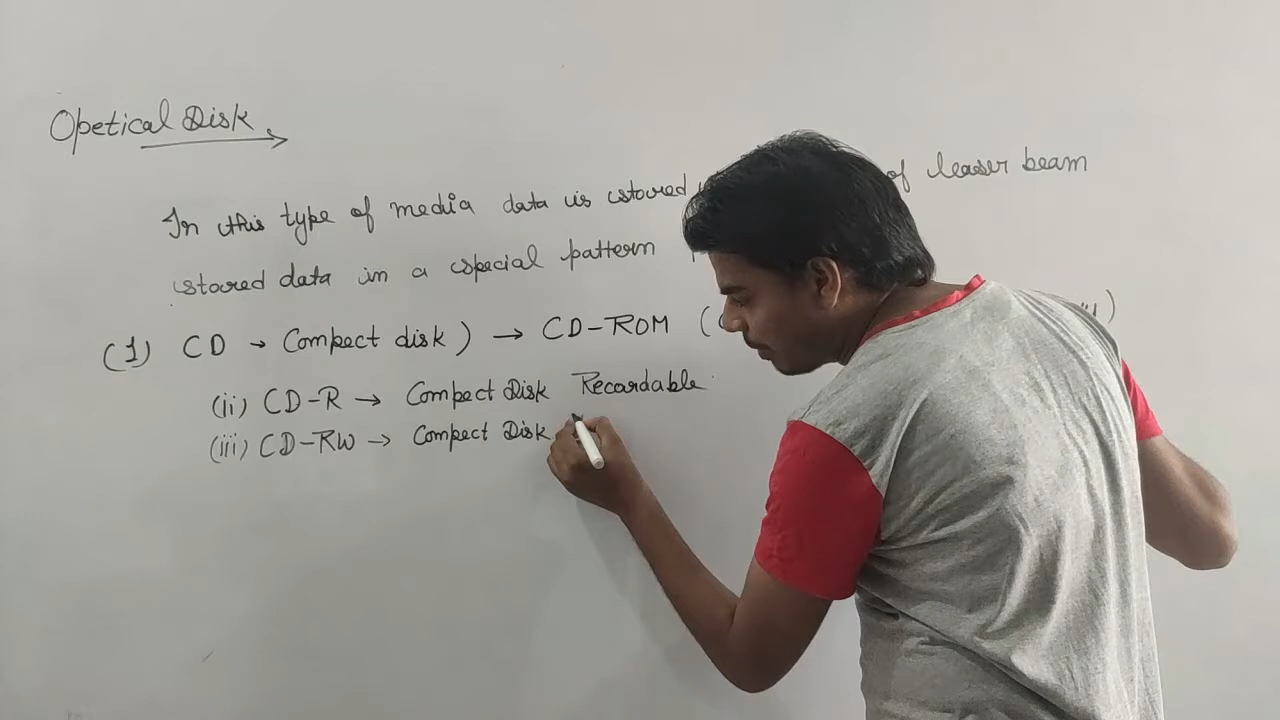 Opetical Disk
In this type of media data is stored of leaser beam
stored data in a special pattern
(1) CD → Compect disk) → CD-ROM (
(ii) CD-R → Compect Disk Recardable
(iii) CD-RW → Compect Disk